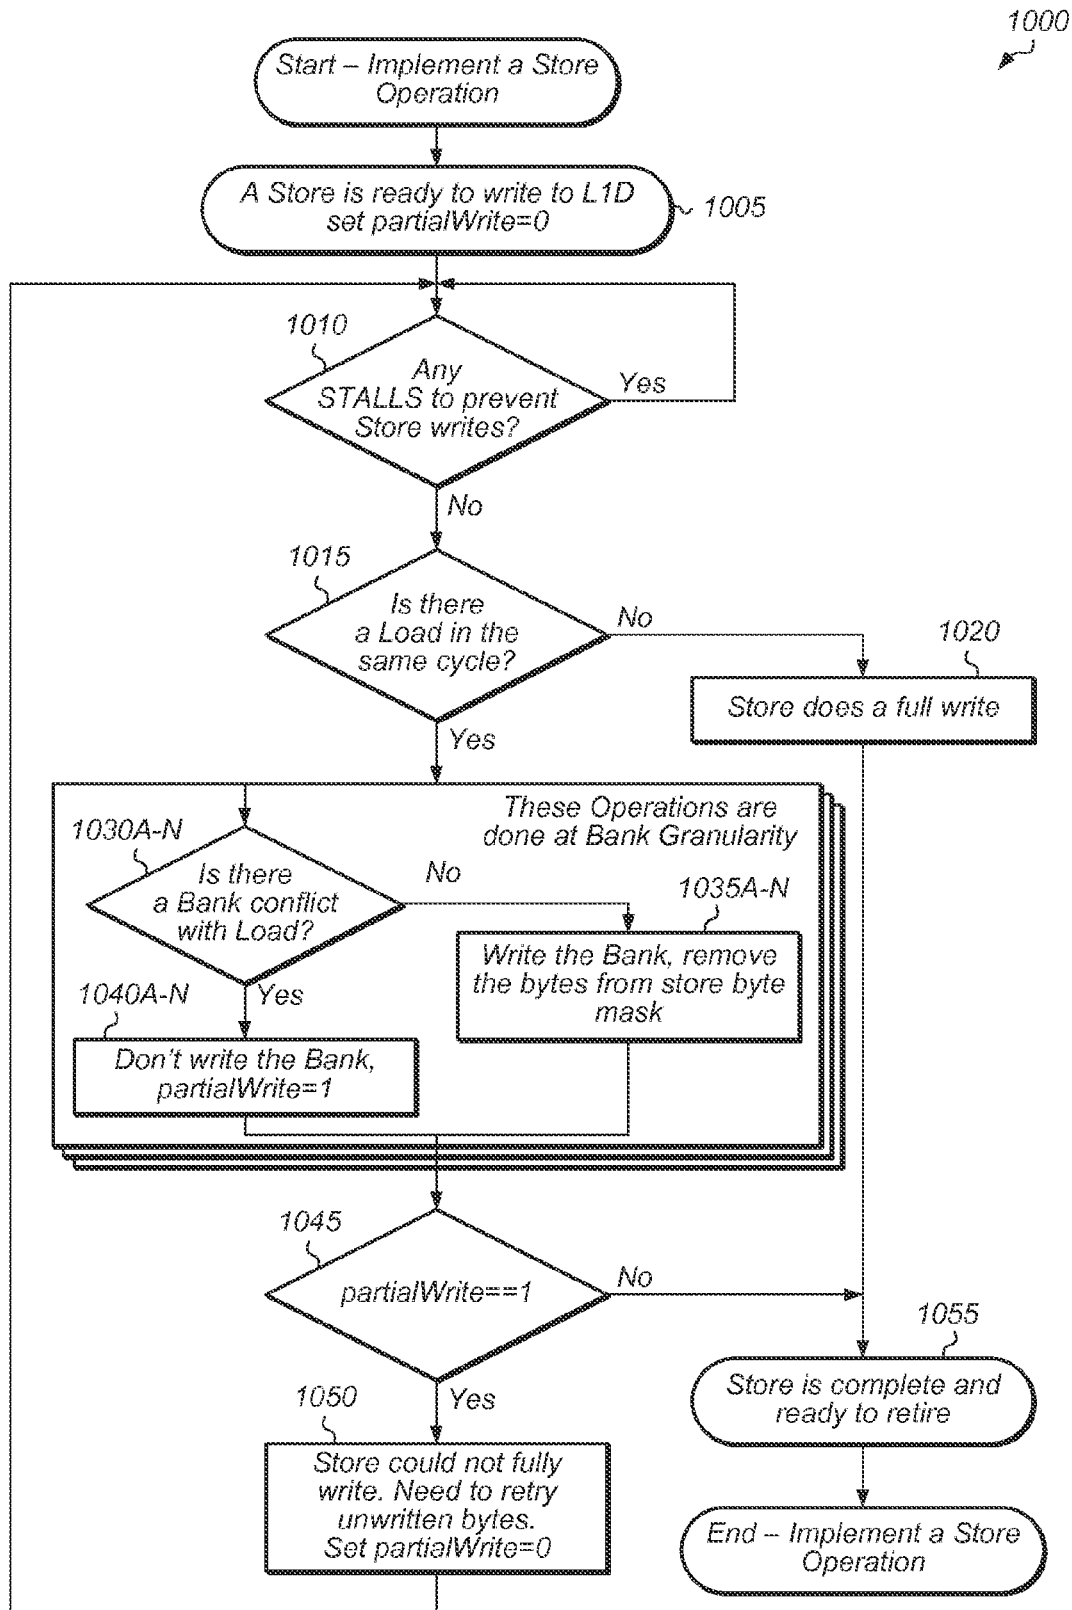 1000
Start – Implement a Store
Operation
A Store is ready to write to L1D
set partialWrite=0
1005
1010
Any
STALLS to prevent
Store writes?
Yes
No
1015
Is there
a Load in the
same cycle?
No
1020
Store does a full write
Yes
These Operations are
done at Bank Granularity
1030A-N
Is there
a Bank conflict
with Load?
No
1035A-N
Write the Bank, remove
the bytes from store byte
mask
Yes
1040A-N
Don't write the Bank,
partialWrite=1
1045
partialWrite==1
No
1055
Store is complete and
ready to retire
Yes
1050
Store could not fully
write. Need to retry
unwritten bytes.
Set partialWrite=0
End – Implement a Store
Operation